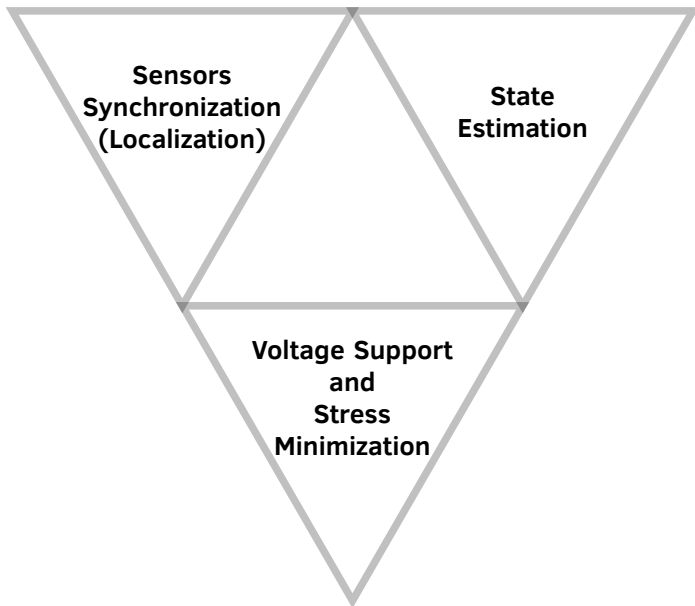 Sensors
Synchronization
(Localization)
State
Estimation
Voltage Support
and
Stress
Minimization